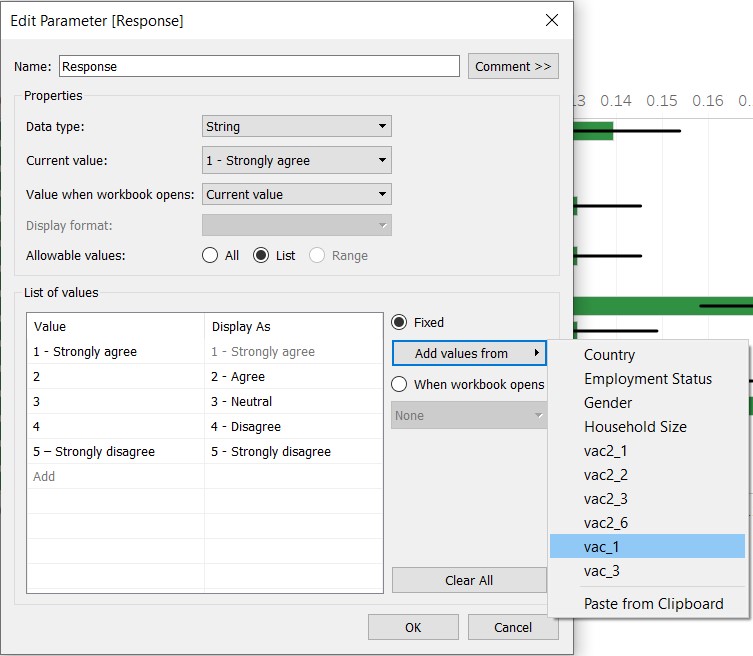 Edit Parameter [Response]
Name: Response Comment >>
Properties
Data type: String
Current value: 1 - Strongly agree
Value when workbook opens: Current value
Display format:
Allowable values: All List Range
List of values
Value Display As
1 - Strongly agree 1 - Strongly agree
2 2 - Agree
3 3 - Neutral
4 4 - Disagree
5 – Strongly disagree 5 - Strongly disagree
Add
Fixed
Add values from
When workbook opens
None
Clear All
OK Cancel
Country
Employment Status
Gender
Household Size
vac2_1
vac2_2
vac2_3
vac2_6
vac_1
vac_3
Paste from Clipboard
0.14 0.15 0.16